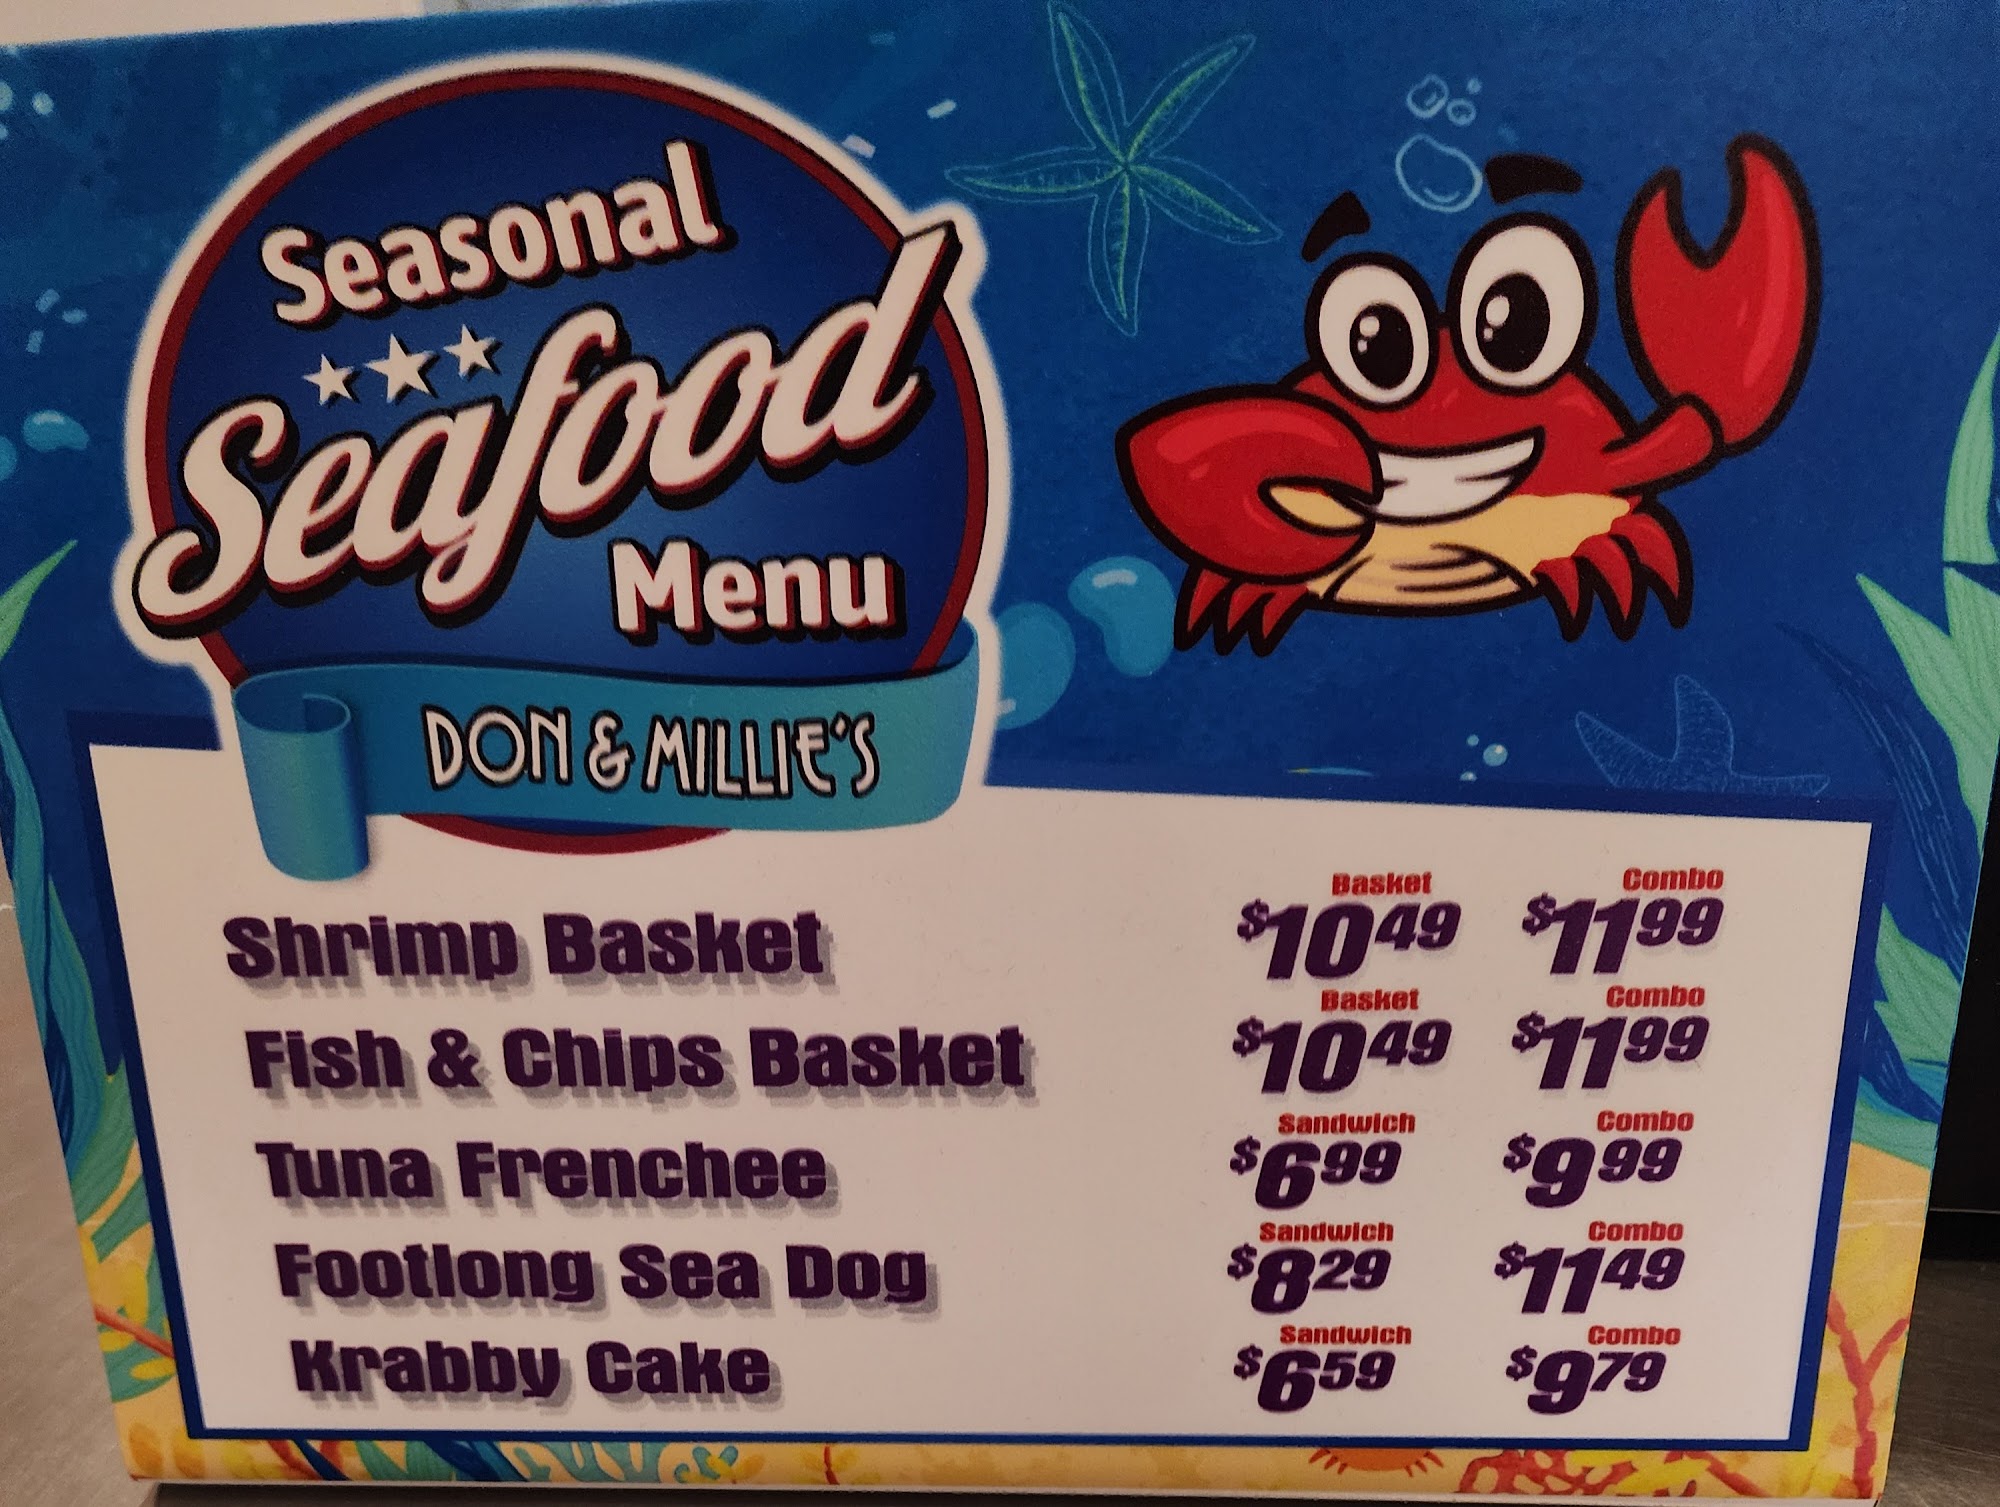 Seasonal
Seafood
Menu
DON & MILLIE'S
Basket Combo
Shrimp Basket $10.49 $11.99
Basket Combo
Fish & Chips Basket $10.49 $11.99
Sandwich Combo
Tuna Frenchee $6.99 $9.99
Sandwich Combo
Footlong Sea Dog $8.29 $11.49
Sandwich Combo
Krabby Cake $6.59 $9.79